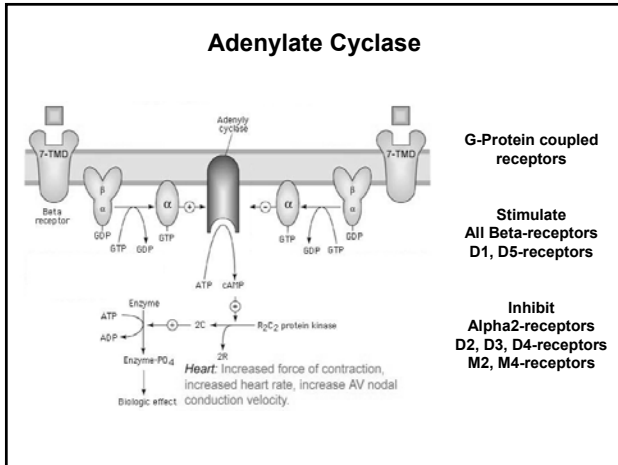 Adenylate Cyclase
Adenylyl
cyclase
7-TMD
7-TMD
Beta
receptor
β
α
GDP
GTP
GDP
α
GTP
+
-
α
GTP
GDP
GTP
β
α
GDP
ATP
cAMP
+
Enzyme
ATP
ADP
+
2C
R2C2 protein kinase
2R
Enzyme-PO4
Biologic effect
Heart: Increased force of contraction,
increased heart rate, increase AV nodal
conduction velocity.
G-Protein coupled
receptors
Stimulate
All Beta-receptors
D1, D5-receptors
Inhibit
Alpha2-receptors
D2, D3, D4-receptors
M2, M4-receptors